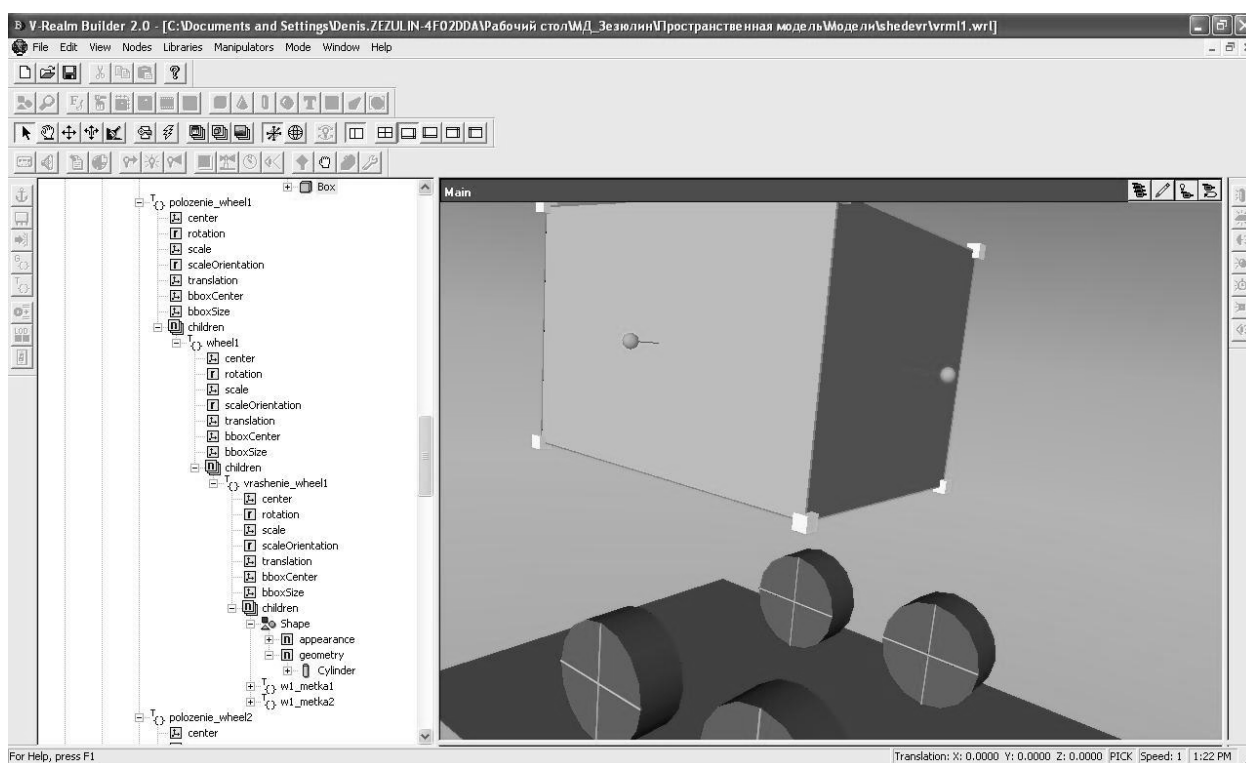 V-Realm Builder 2.0 - [C:\Documents and Settings\Denis.ZEZULIN-4FO2DDA\Рабочий стол\МД_Зезюлин\Пространственная модель\Модели\shedevr\vrml1.wrl]
File Edit View Nodes Libraries Manipulators Mode Window Help
Box
polozenie_wheel1
center
rotation
scale
scaleOrientation
translation
bboxCenter
bboxSize
children
wheel1
center
rotation
scale
scaleOrientation
translation
bboxCenter
bboxSize
children
vrashenie_wheel1
center
rotation
scale
scaleOrientation
translation
bboxCenter
bboxSize
children
Shape
appearance
geometry
Cylinder
w1_metka1
w1_metka2
polozenie_wheel2
center
Main
For Help, press F1
Translation: X: 0.0000 Y: 0.0000 Z: 0.0000 PICK Speed: 1 1:22 PM